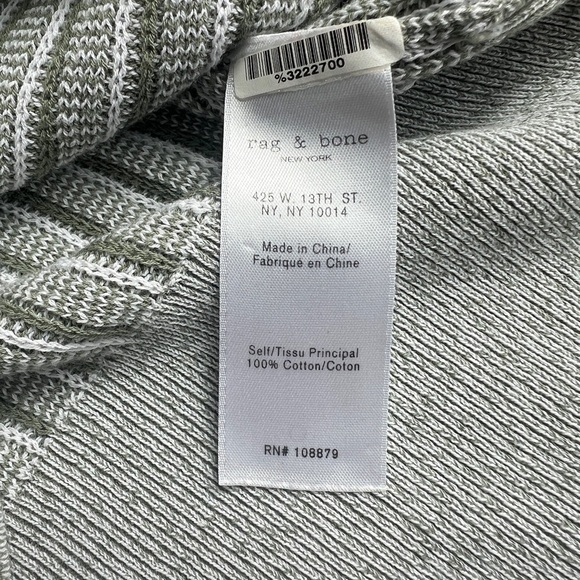 %3222700
rag & bone
NEW YORK
425 W. 13TH ST.
NY, NY 10014
Made in China/
Fabriqué en Chine
Self/Tissu Principal
100% Cotton/Coton
RN# 108879